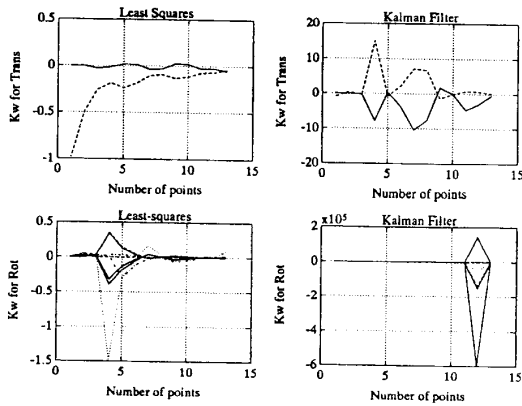 Least Squares
Kw for Trans
0.5
0
-0.5
-1
0 5 10 15
Number of points
Kalman Filter
Kw for Trans
20
10
0
-10
-20
0 5 10 15
Number of points
Least-squares
Kw for Rot
0.5
0
-0.5
-1
-1.5
0 5 10 15
Number of points
Kalman Filter
x10⁵
Kw for Rot
2
0
-2
-4
-6
0 5 10 15
Number of points